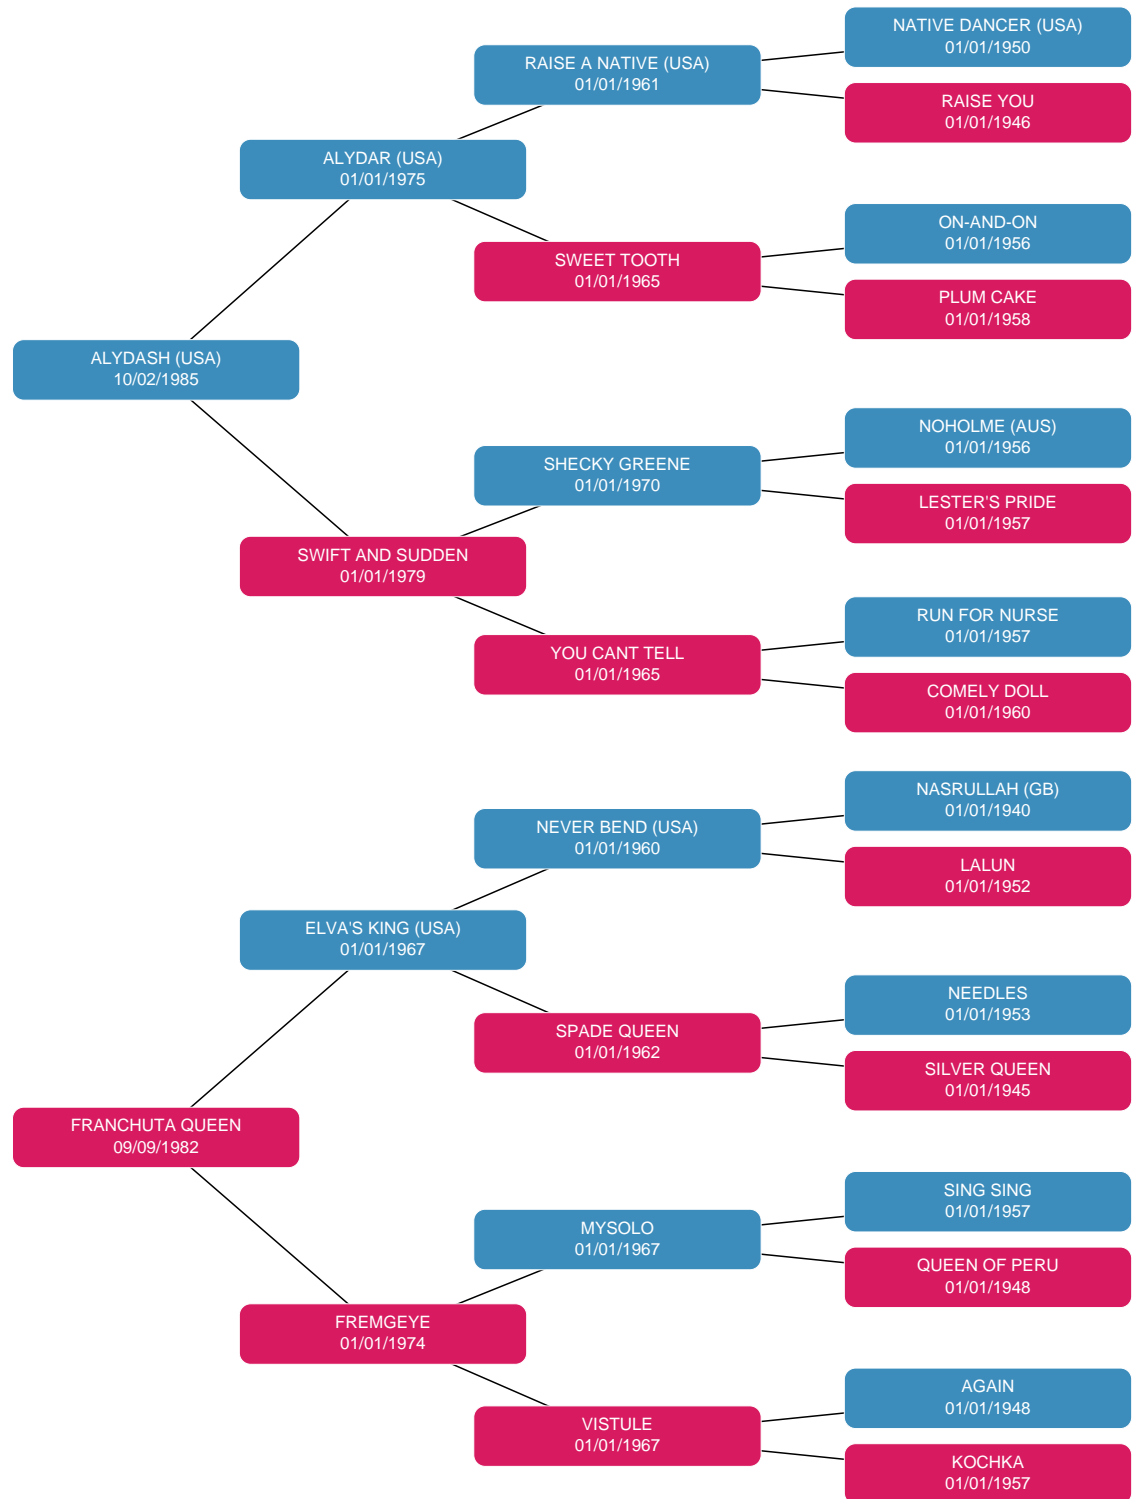 NATIVE DANCER (USA)
01/01/1950
RAISE A NATIVE (USA)
01/01/1961
RAISE YOU
01/01/1946
ALYDAR (USA)
01/01/1975
ON-AND-ON
01/01/1956
SWEET TOOTH
01/01/1965
PLUM CAKE
01/01/1958
ALYDASH (USA)
10/02/1985
NOHOLME (AUS)
01/01/1956
SHECKY GREENE
01/01/1970
LESTER'S PRIDE
01/01/1957
SWIFT AND SUDDEN
01/01/1979
RUN FOR NURSE
01/01/1957
YOU CANT TELL
01/01/1965
COMELY DOLL
01/01/1960
NASRULLAH (GB)
01/01/1940
NEVER BEND (USA)
01/01/1960
LALUN
01/01/1952
ELVA'S KING (USA)
01/01/1967
NEEDLES
01/01/1953
SPADE QUEEN
01/01/1962
SILVER QUEEN
01/01/1945
FRANCHUTA QUEEN
09/09/1982
SING SING
01/01/1957
MYSOLO
01/01/1967
QUEEN OF PERU
01/01/1948
FREMGEYE
01/01/1974
AGAIN
01/01/1948
VISTULE
01/01/1967
KOCHKA
01/01/1957